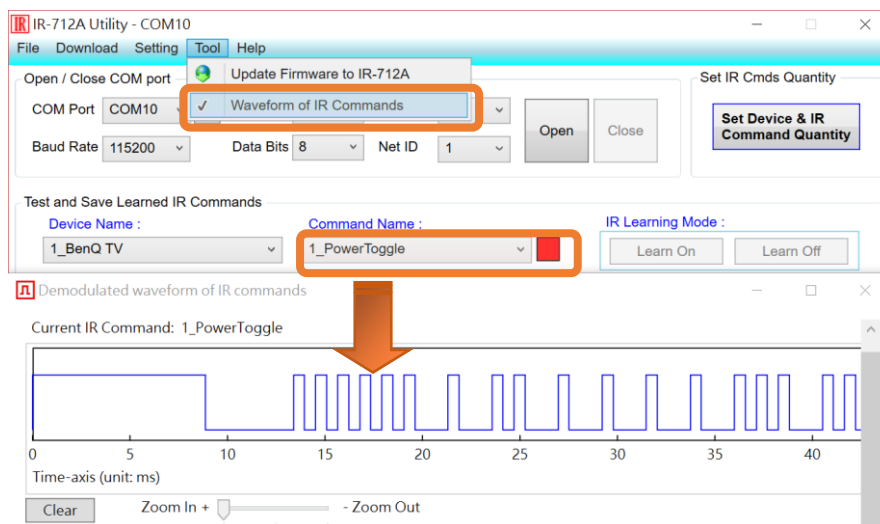 IR IR-712A Utility - COM10
File Download Setting Tool Help
Open / Close COM port
Update Firmware to IR-712A
Set IR Cmds Quantity
COM Port COM10
✓ Waveform of IR Commands
Open
Close
Set Device & IR
Command Quantity
Baud Rate 115200
Data Bits 8
Net ID 1
Test and Save Learned IR Commands
Device Name :
Command Name :
IR Learning Mode :
1_BenQ TV
1_PowerToggle
Learn On
Learn Off
Demodulated waveform of IR commands
Current IR Command: 1_PowerToggle
0 5 10 15 20 25 30 35 40
Time-axis (unit: ms)
Clear
Zoom In +
- Zoom Out